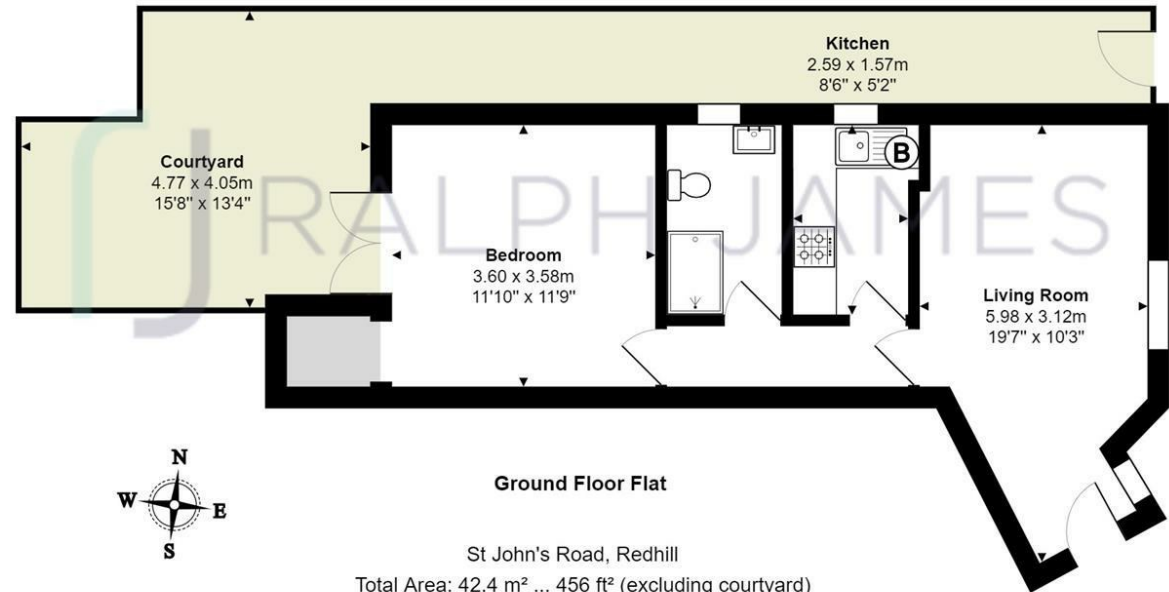 Kitchen
2.59 x 1.57m
8'6" x 5'2"
Courtyard
4.77 x 4.05m
15'8" x 13'4"
RALPH JAMES
B
Bedroom
3.60 x 3.58m
11'10" x 11'9"
Living Room
5.98 x 3.12m
19'7" x 10'3"
N
W
E
S
Ground Floor Flat
St John's Road, Redhill
Total Area: 42.4 m² ... 456 ft² (excluding courtyard)